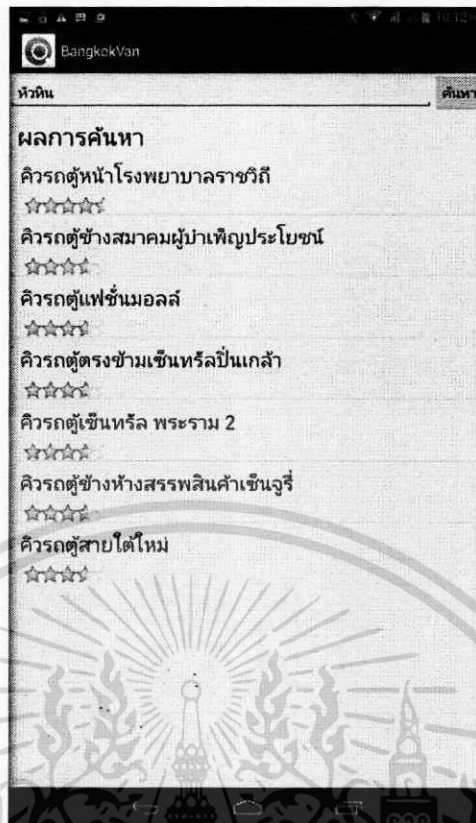 10:12
BangkokVan
หัวหิน
ค้นหา
ผลการค้นหา
คิวรถตู้หน้าโรงพยาบาลราชวิถี
คิวรถตู้ข้างสมาคมผู้บำเพ็ญประโยชน์
คิวรถตู้แฟชั่นมอลล์
คิวรถตู้ตรงข้ามเซ็นทรัลปิ่นเกล้า
คิวรถตู้เซ็นทรัล พระราม 2
คิวรถตู้ข้างห้างสรรพสินค้าเซ็นจูรี่
คิวรถตู้สายใต้ใหม่